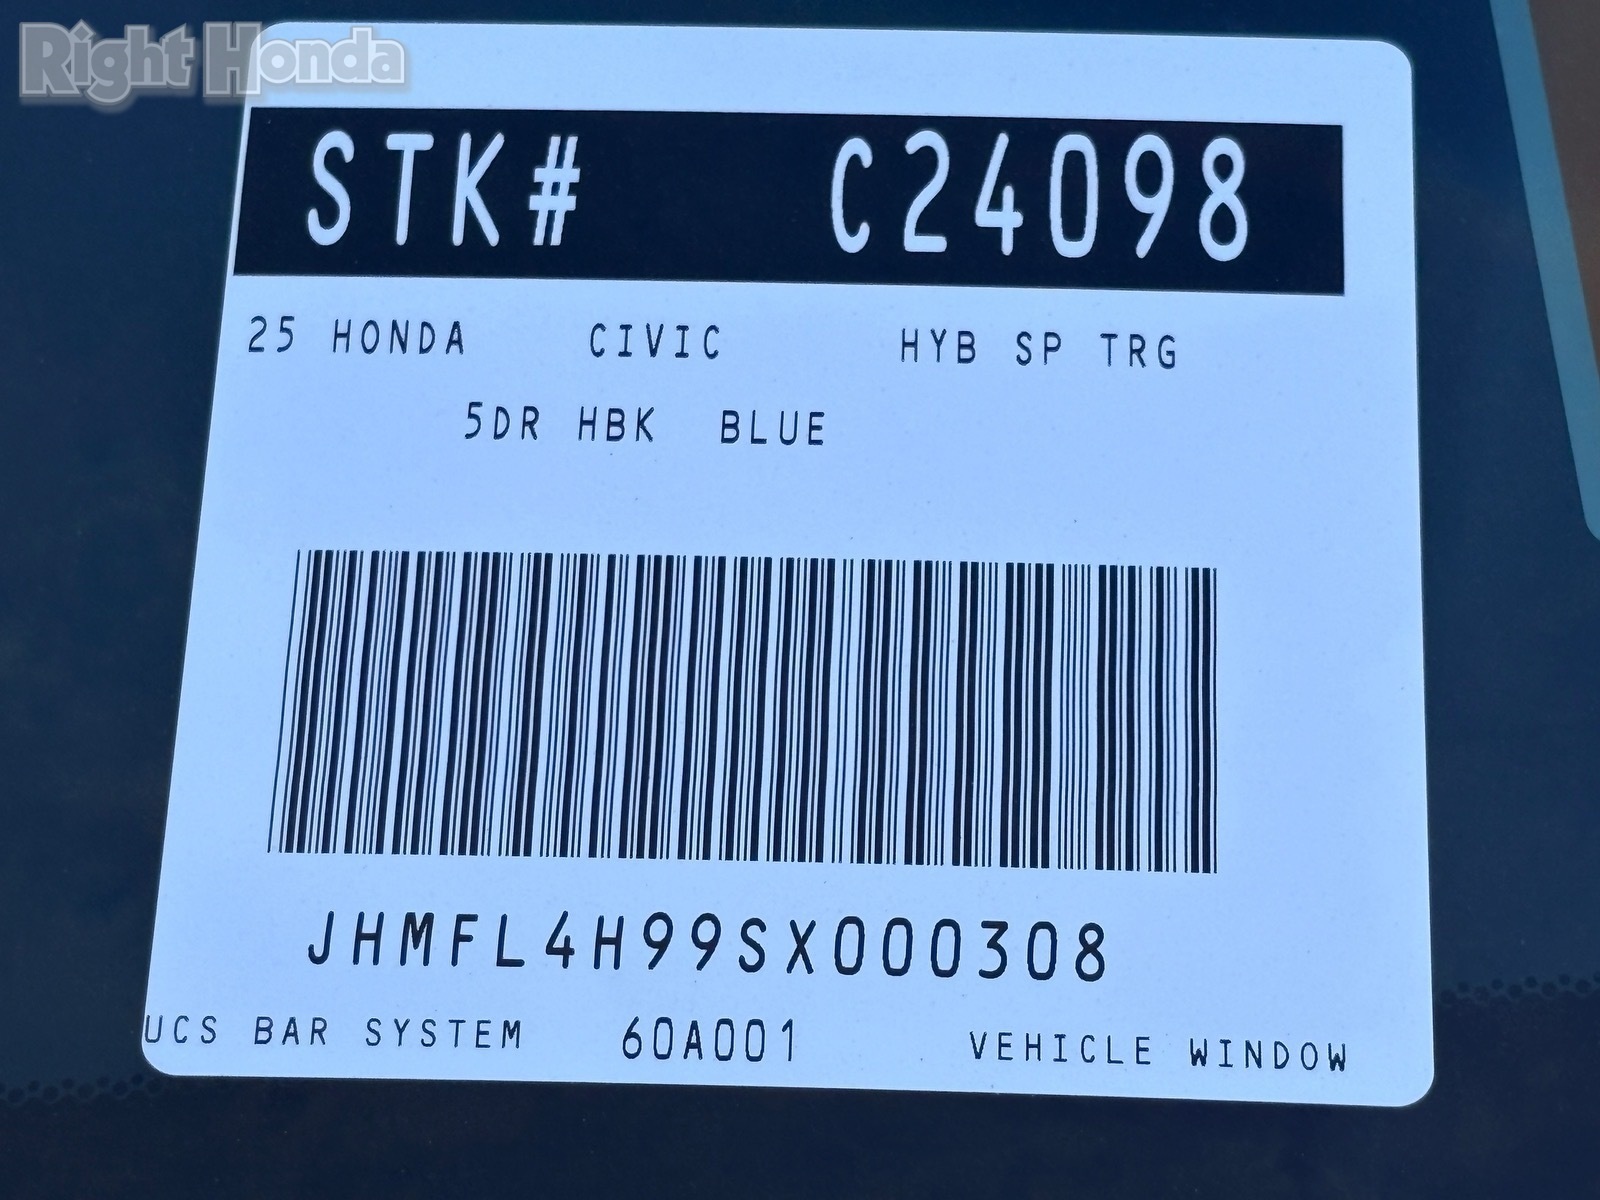 Right Honda
STK# C24098
25 HONDA CIVIC HYB SP TRG
5DR HBK BLUE
JHMFL4H99SX000308
UCS BAR SYSTEM 60A001 VEHICLE WINDOW